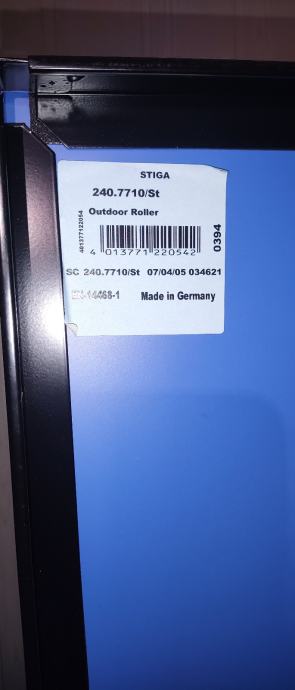 STIGA
240.7710/St
Outdoor Roller
401377122054
4 013771 220542
0394
SC 240.7710/St 07/04/05 034621
EN-14468-1 Made in Germany